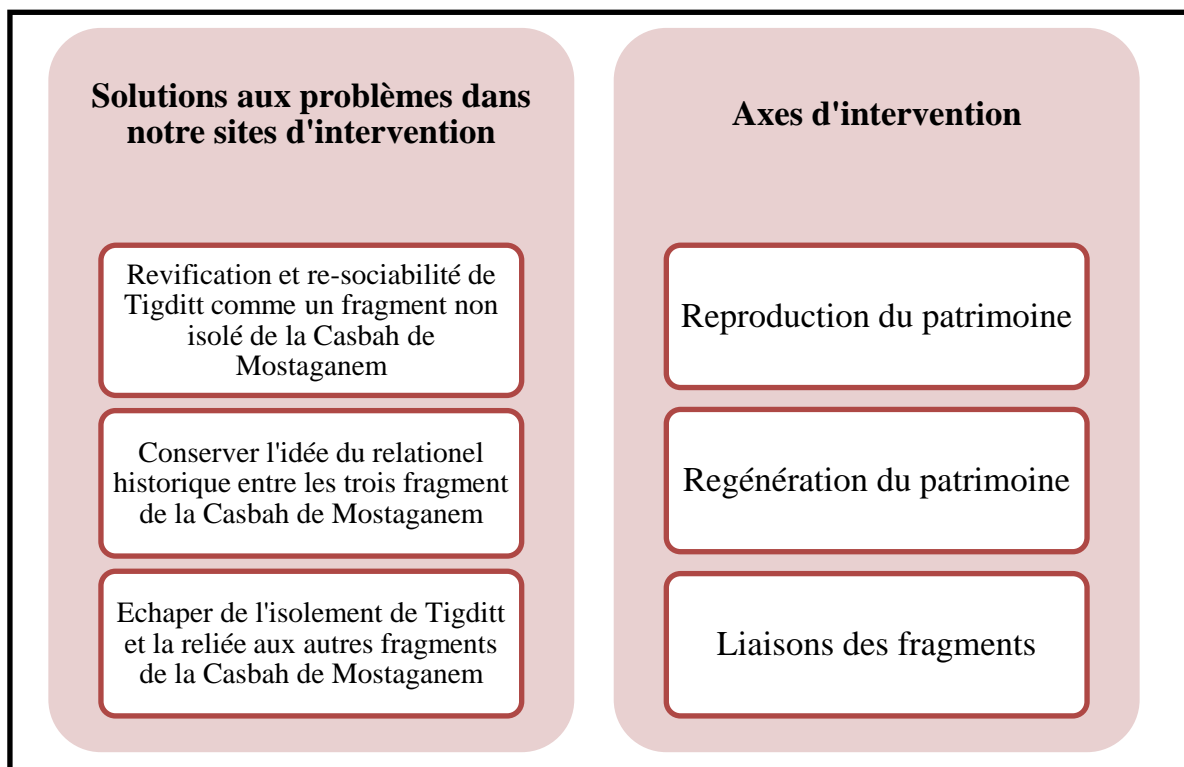 Solutions aux problèmes dans
notre sites d'intervention
Revification et re-sociabilité de
Tigditt comme un fragment non
isolé de la Casbah de
Mostaganem
Conserver l'idée du relationel
historique entre les trois fragment
de la Casbah de Mostaganem
Echaper de l'isolement de Tigditt
et la reliée aux autres fragments
de la Casbah de Mostaganem
Axes d'intervention
Reproduction du patrimoine
Regénération du patrimoine
Liaisons des fragments